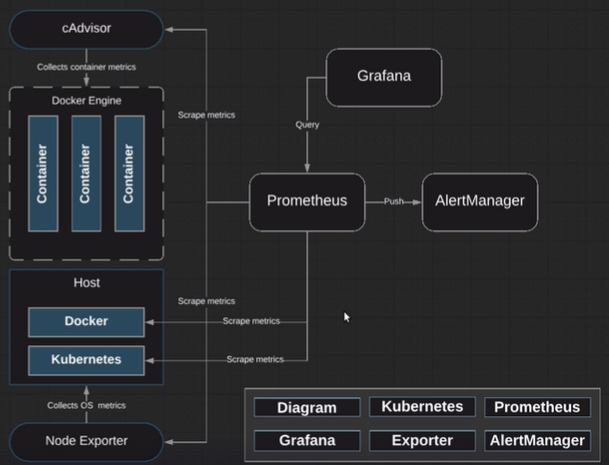 cAdvisor
Collects container metrics
Docker Engine
Container
Container
Container
Scrape metrics
Grafana
Query
Prometheus
Push
AlertManager
Host
Docker
Kubernetes
Scrape metrics
Scrape metrics
Scrape metrics
Collects OS metrics
Node Exporter
Diagram
Kubernetes
Prometheus
Grafana
Exporter
AlertManager